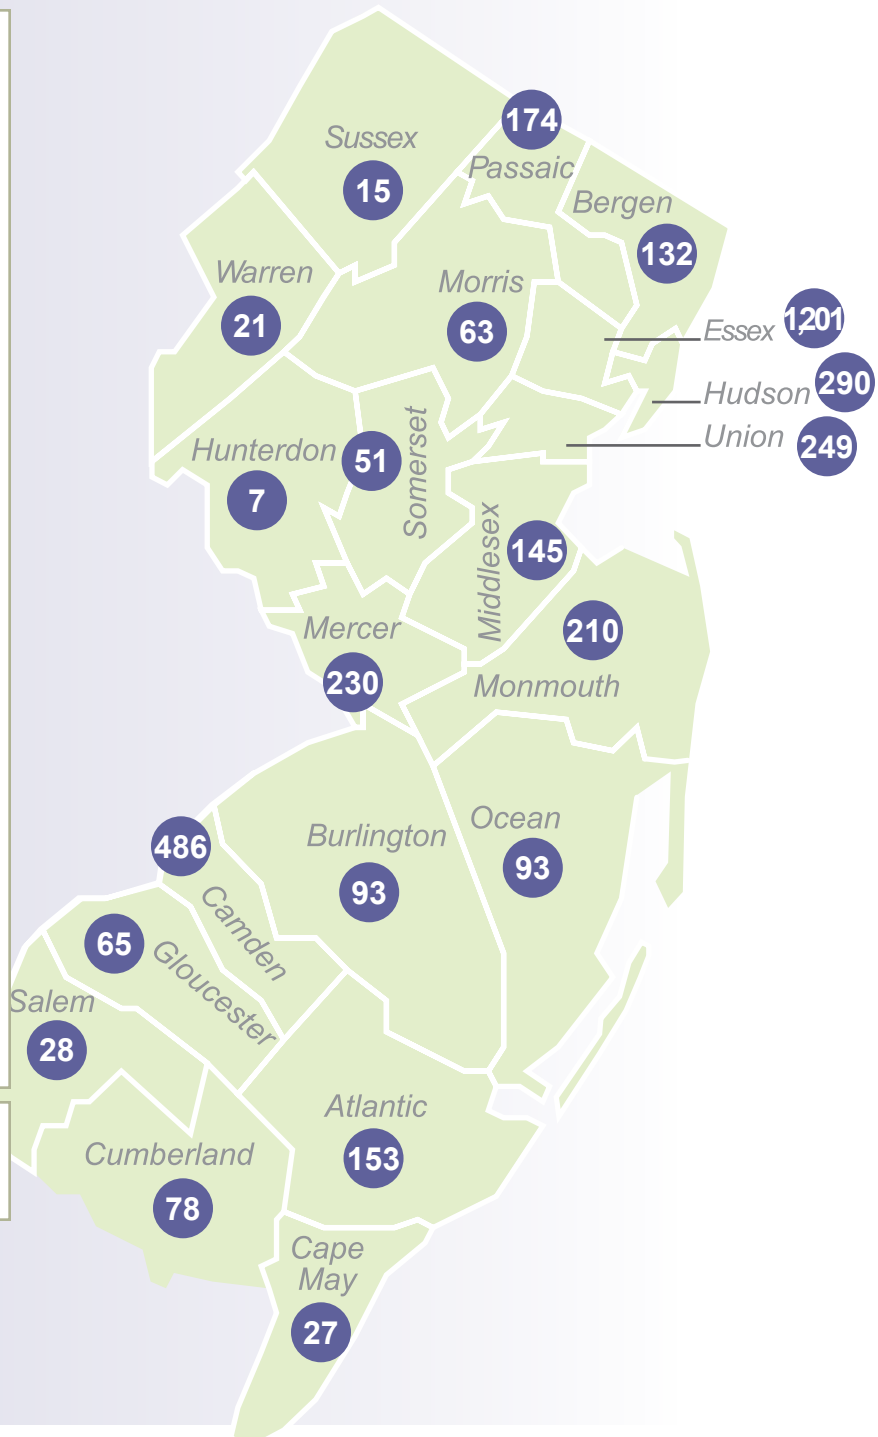 174
Passaic
Sussex
15
Bergen
132
Warren
21
Morris
63
Essex 1,201
Hudson 290
Union 249
Hunterdon
7
51
Somerset
Middlesex
145
Mercer
230
210
Monmouth
486
Camden
Burlington
93
Ocean
93
65
Gloucester
Salem
28
Atlantic
153
Cumberland
78
Cape
May
27